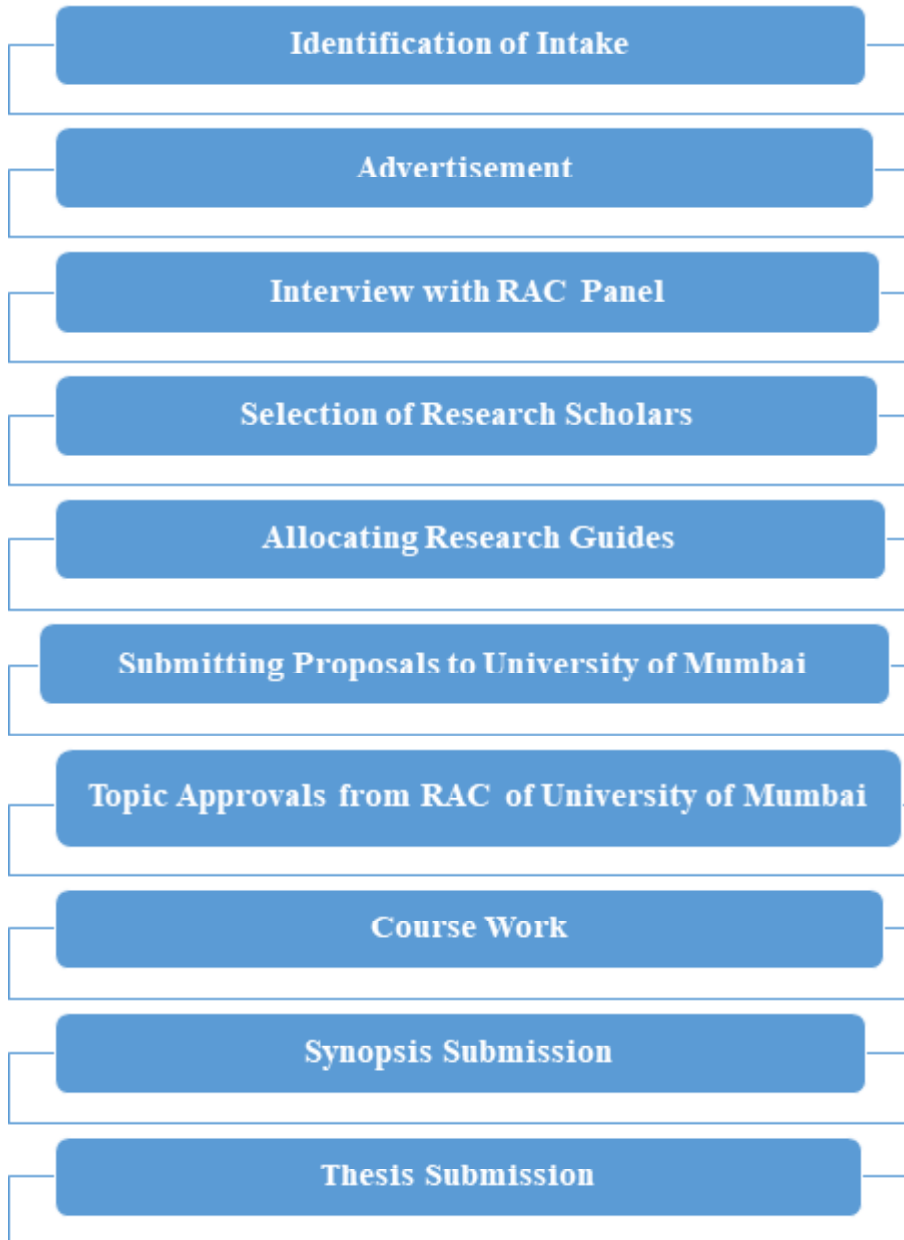 Identification of Intake
Advertisement
Interview with RAC Panel
Selection of Research Scholars
Allocating Research Guides
Submitting Proposals to University of Mumbai
Topic Approvals from RAC of University of Mumbai
Course Work
Synopsis Submission
Thesis Submission